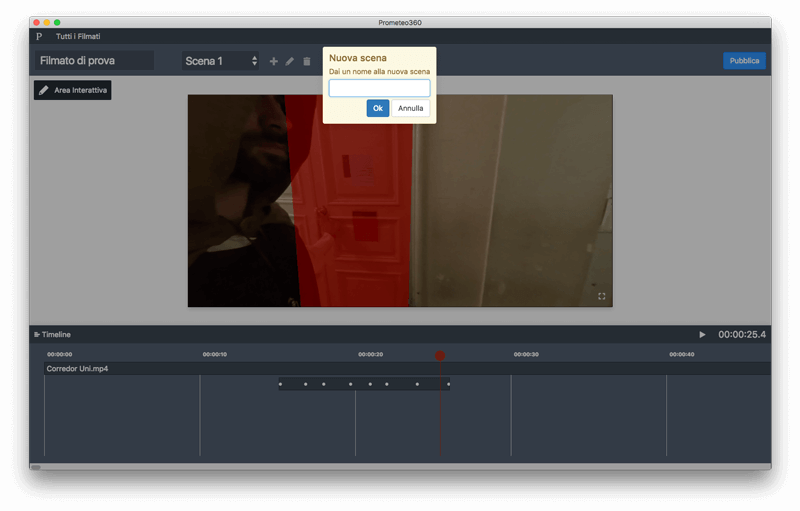 Prometeo360
P Tutti i Filmati
Filmato di prova
Scena 1
Nuova scena
Dai un nome alla nuova scena
Ok
Annulla
Pubblica
Area Interattiva
Timeline
00:00:25.4
00:00:00
00:00:10
00:00:20
00:00:30
00:00:40
Corredor Uni.mp4